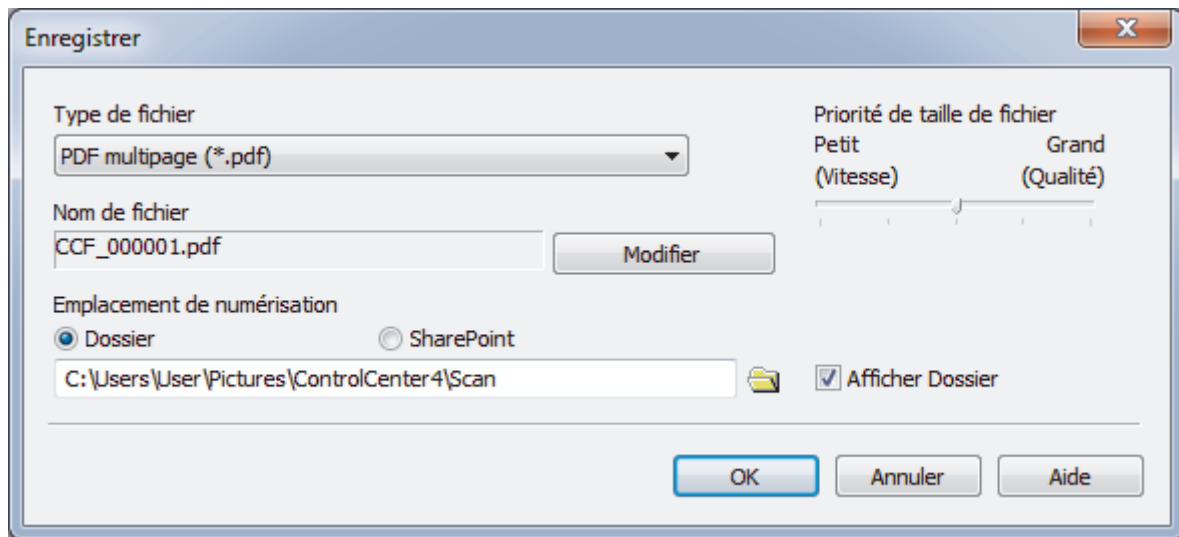 Enregistrer
Type de fichier
PDF multipage (*.pdf)
Priorité de taille de fichier
Petit Grand
(Vitesse) (Qualité)
Nom de fichier
CCF_000001.pdf
Modifier
Emplacement de numérisation
Dossier SharePoint
C:\Users\User\Pictures\ControlCenter4\Scan
Afficher Dossier
OK Annuler Aide